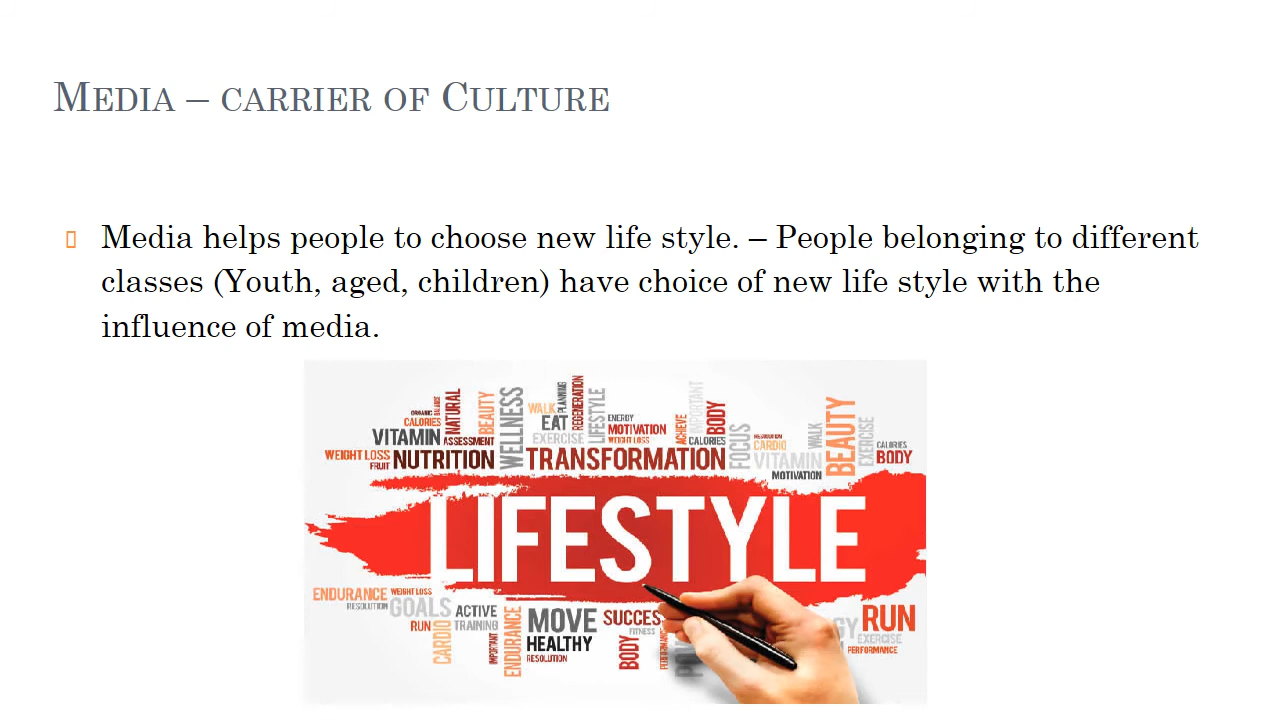 MEDIA – CARRIER OF CULTURE
Media helps people to choose new life style. – People belonging to different
classes (Youth, aged, children) have choice of new life style with the
influence of media.
ORGANIC BALANCE NATURAL BEAUTY WELLNESS WALK PLANNING REGENERATION LIFESTYLE ENERGY ACHIEVE IMPORTANT BODY FOCUS WALK BEAUTY EXERCISE
CALORIES EAT MOTIVATION CARDIO CALORIES
VITAMIN ASSESSMENT EXERCISE WEIGHT LOSS CALORIES VITAMIN BODY
WEIGHT LOSS FRUIT NUTRITION TRANSFORMATION MOTIVATION
LIFESTYLE
ENDURANCE WEIGHT LOSS
RESOLUTION GOALS ACTIVE MOVE SUCCES RUN
RUN TRAINING FITNESS GY EXERCISE
CARDIO IMPORTANT ENDURANCE HEALTHY BODY PERFORMANCE
RESOLUTION